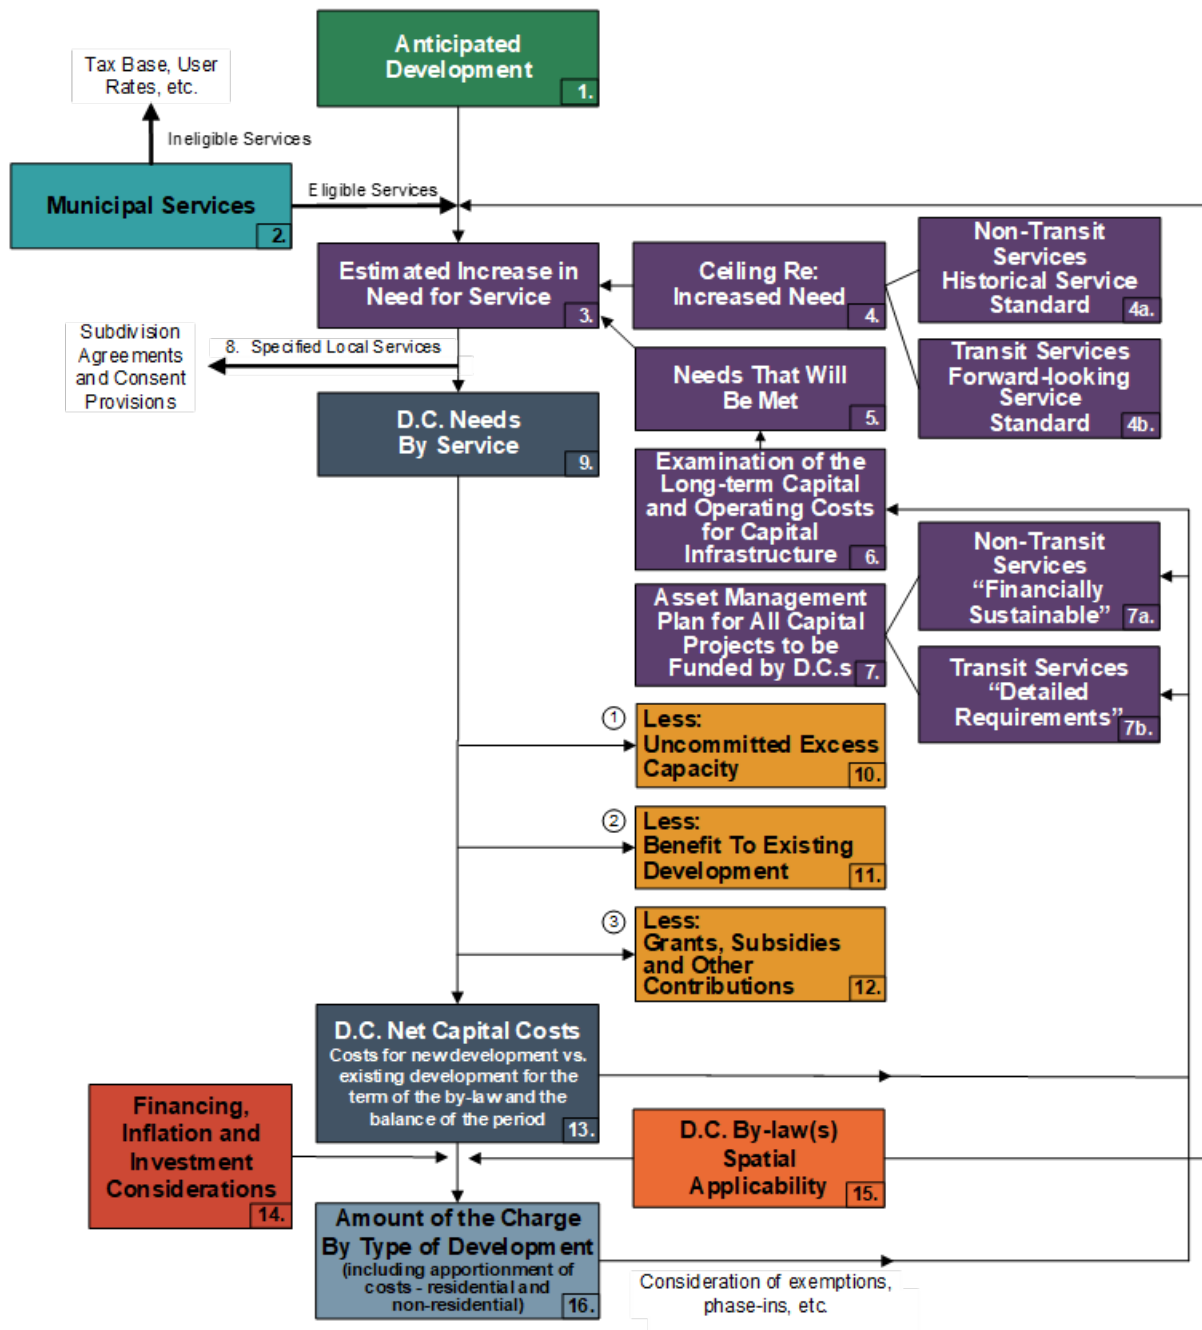 Anticipated
Development
1.
Tax Base, User
Rates, etc.
Ineligible Services
Municipal Services
2.
Eligible Services
Estimated Increase in
Need for Service
3.
Ceiling Re:
Increased Need
4.
Non-Transit
Services
Historical Service
Standard
4a.
Transit Services
Forward-looking
Service
Standard
4b.
Needs That Will
Be Met
5.
Subdivision
Agreements
and Consent
Provisions
8. Specified Local Services
D.C. Needs
By Service
9.
Examination of the
Long-term Capital
and Operating Costs
for Capital
Infrastructure
6.
Non-Transit
Services
“Financially
Sustainable”
7a.
Asset Management
Plan for All Capital
Projects to be
Funded by D.C.s
7.
Transit Services
“Detailed
Requirements”
7b.
1
Less:
Uncommitted Excess
Capacity
10.
2
Less:
Benefit To Existing
Development
11.
3
Less:
Grants, Subsidies
and Other
Contributions
12.
D.C. Net Capital Costs
Costs for new development vs.
existing development for the
term of the by-law and the
balance of the period
13.
Financing,
Inflation and
Investment
Considerations
14.
D.C. By-law(s)
Spatial
Applicability
15.
Amount of the Charge
By Type of Development
(including apportionment of
costs - residential and
non-residential)
16.
Consideration of exemptions,
phase-ins, etc.